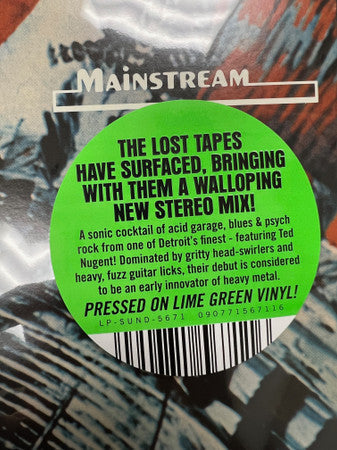 MAINSTREAM
THE LOST TAPES
HAVE SURFACED, BRINGING
WITH THEM A WALLOPING
NEW STEREO MIX!
A sonic cocktail of acid garage, blues & psych
rock from one of Detroit's finest - featuring Ted
Nugent! Dominated by gritty head-swirlers and
heavy, fuzz guitar licks, their debut is considered
to be an early innovator of heavy metal.
PRESSED ON LIME GREEN VINYL!
LP-SUND-5671 090771567116